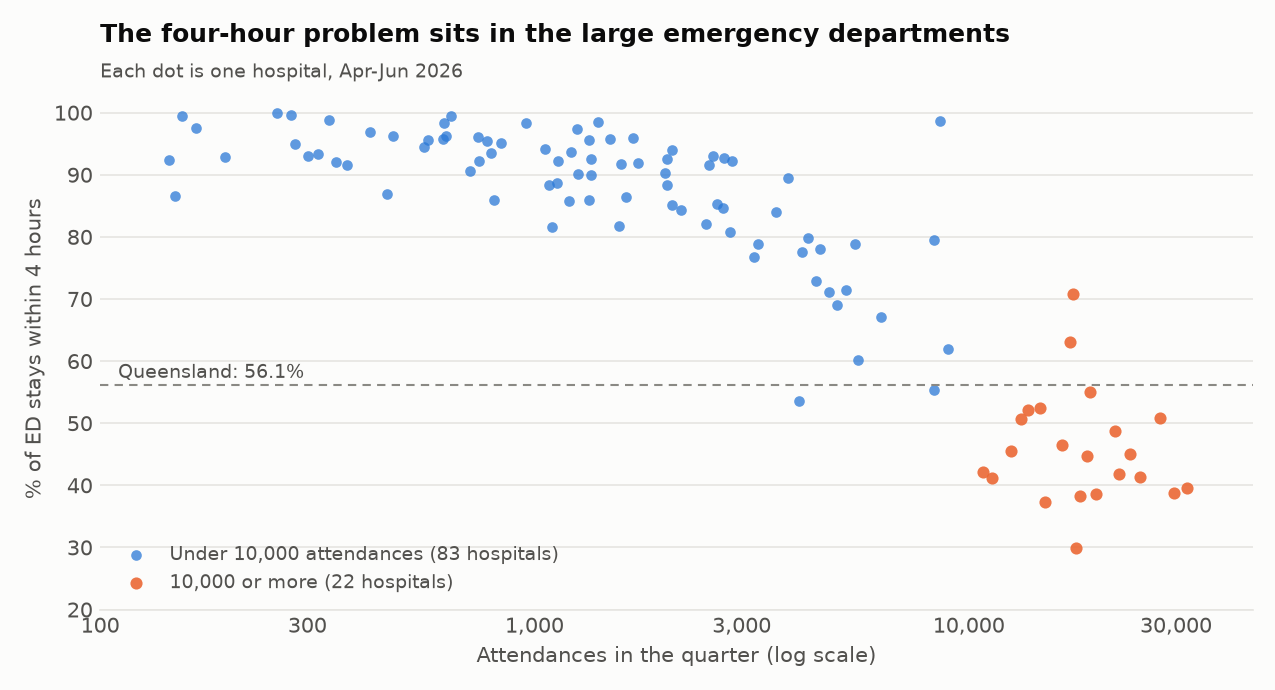 The four-hour problem sits in the large emergency departments
Each dot is one hospital, Apr-Jun 2026
% of ED stays within 4 hours
100
90
80
70
60
50
40
30
20
Queensland: 56.1%
Under 10,000 attendances (83 hospitals)
10,000 or more (22 hospitals)
100
300
1,000
3,000
10,000
30,000
Attendances in the quarter (log scale)